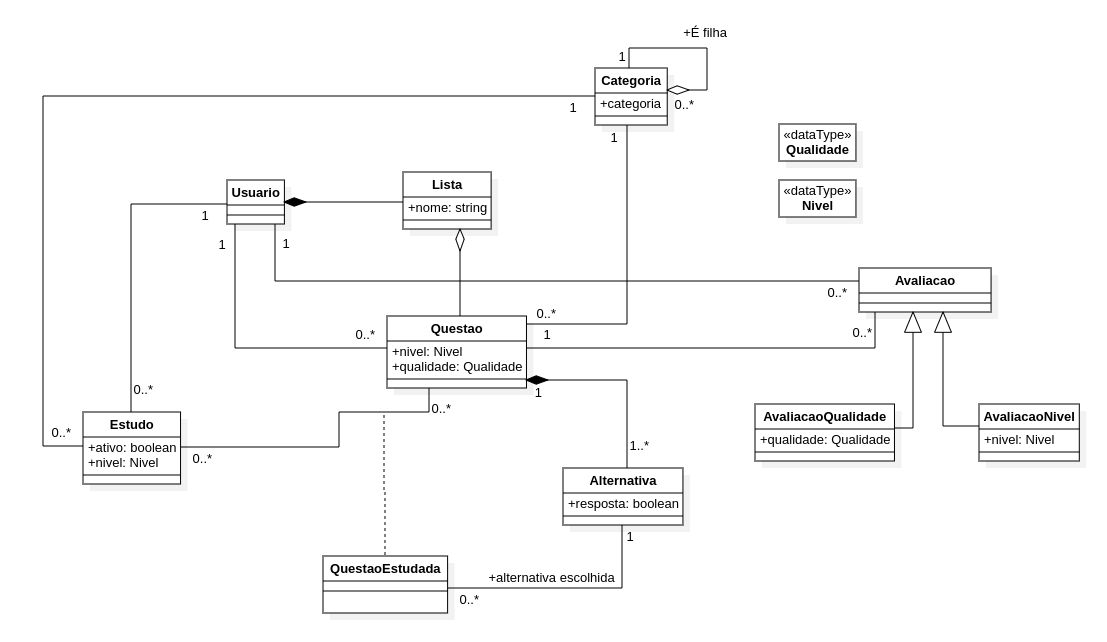 +É filha
1
Categoria
+categoria
0..*
1
1
«dataType»
Qualidade
«dataType»
Nivel
Usuario
Lista
+nome: string
1
1
1
Avaliacao
0..*
0..*
0..*
Questao
+nivel: Nivel
+qualidade: Qualidade
0..*
1
1
0..*
0..*
Estudo
+ativo: boolean
+nivel: Nivel
0..*
0..*
AvaliacaoQualidade
+qualidade: Qualidade
AvaliacaoNivel
+nivel: Nivel
1..*
Alternativa
+resposta: boolean
1
QuestaoEstudada
+alternativa escolhida
0..*